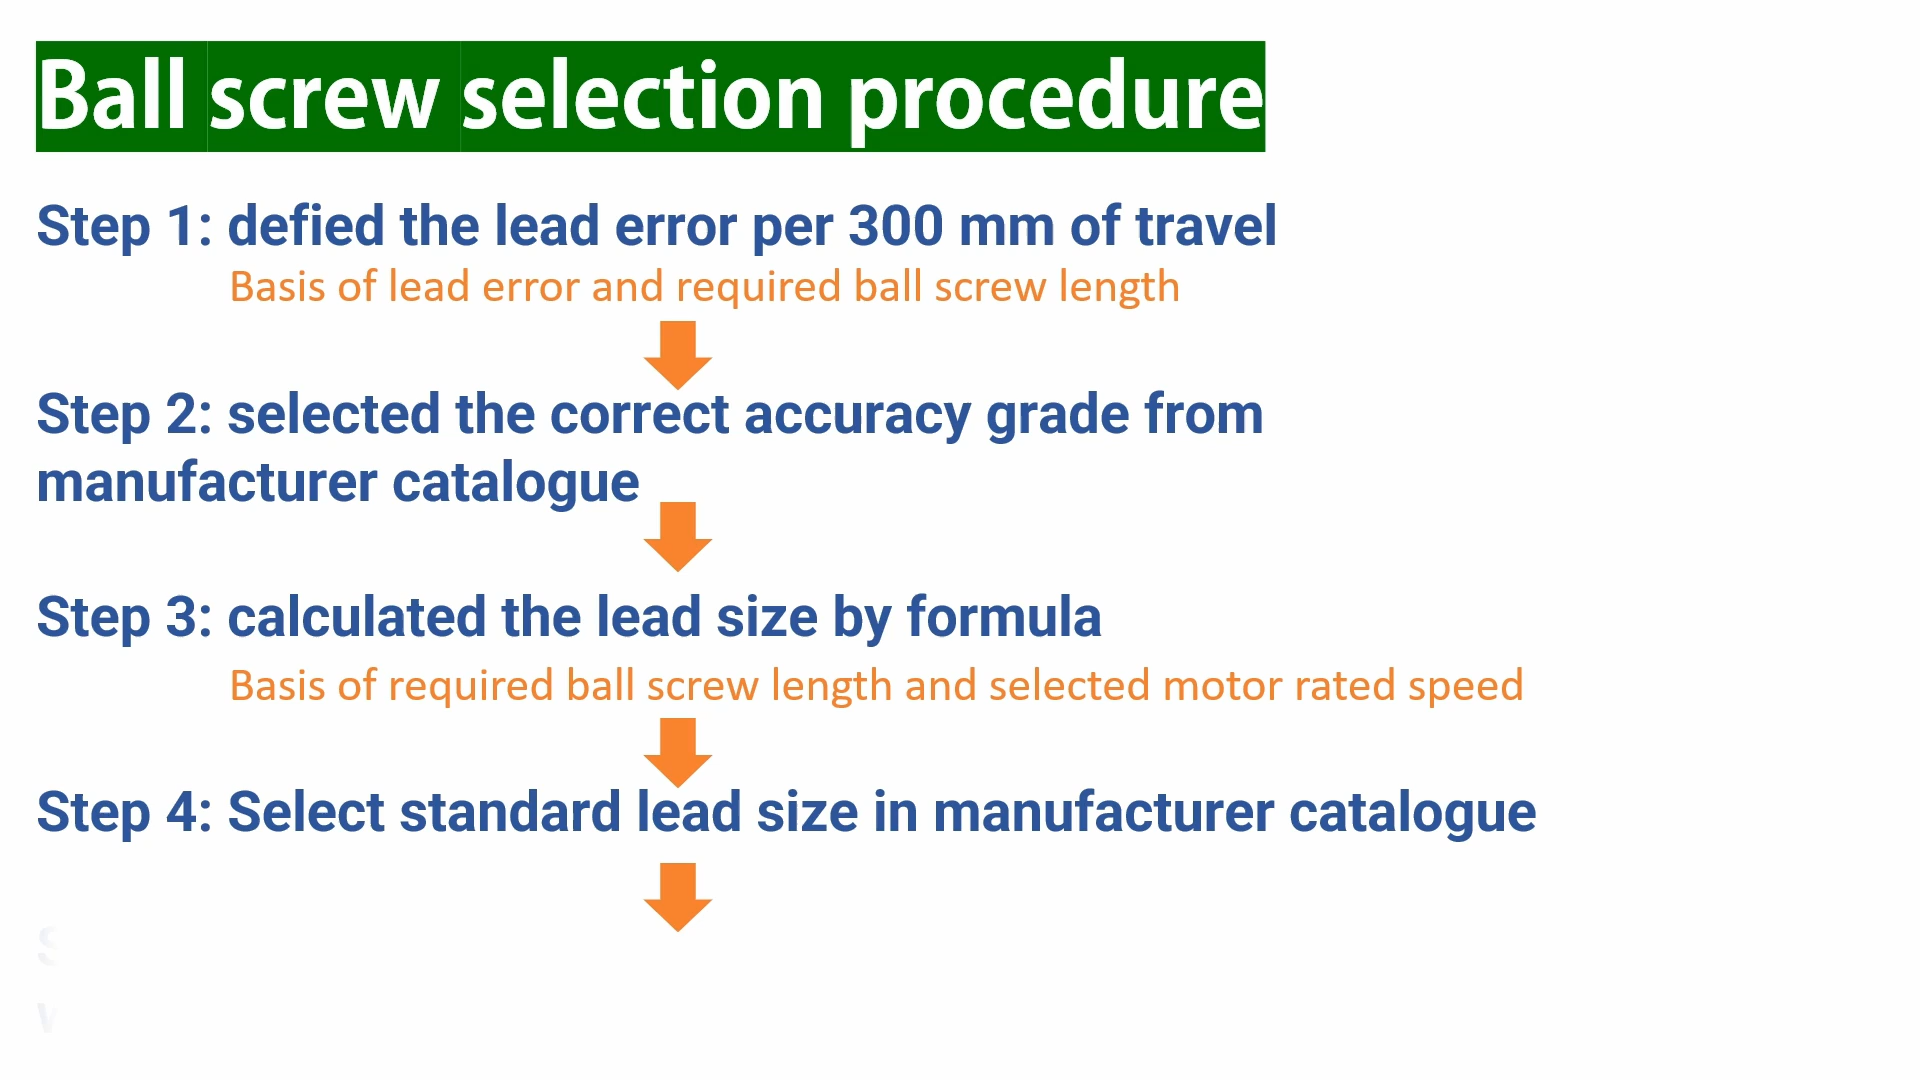 Ball screw selection procedure
Step 1: defied the lead error per 300 mm of travel
Basis of lead error and required ball screw length
Step 2: selected the correct accuracy grade from
manufacturer catalogue
Step 3: calculated the lead size by formula
Basis of required ball screw length and selected motor rated speed
Step 4: Select standard lead size in manufacturer catalogue